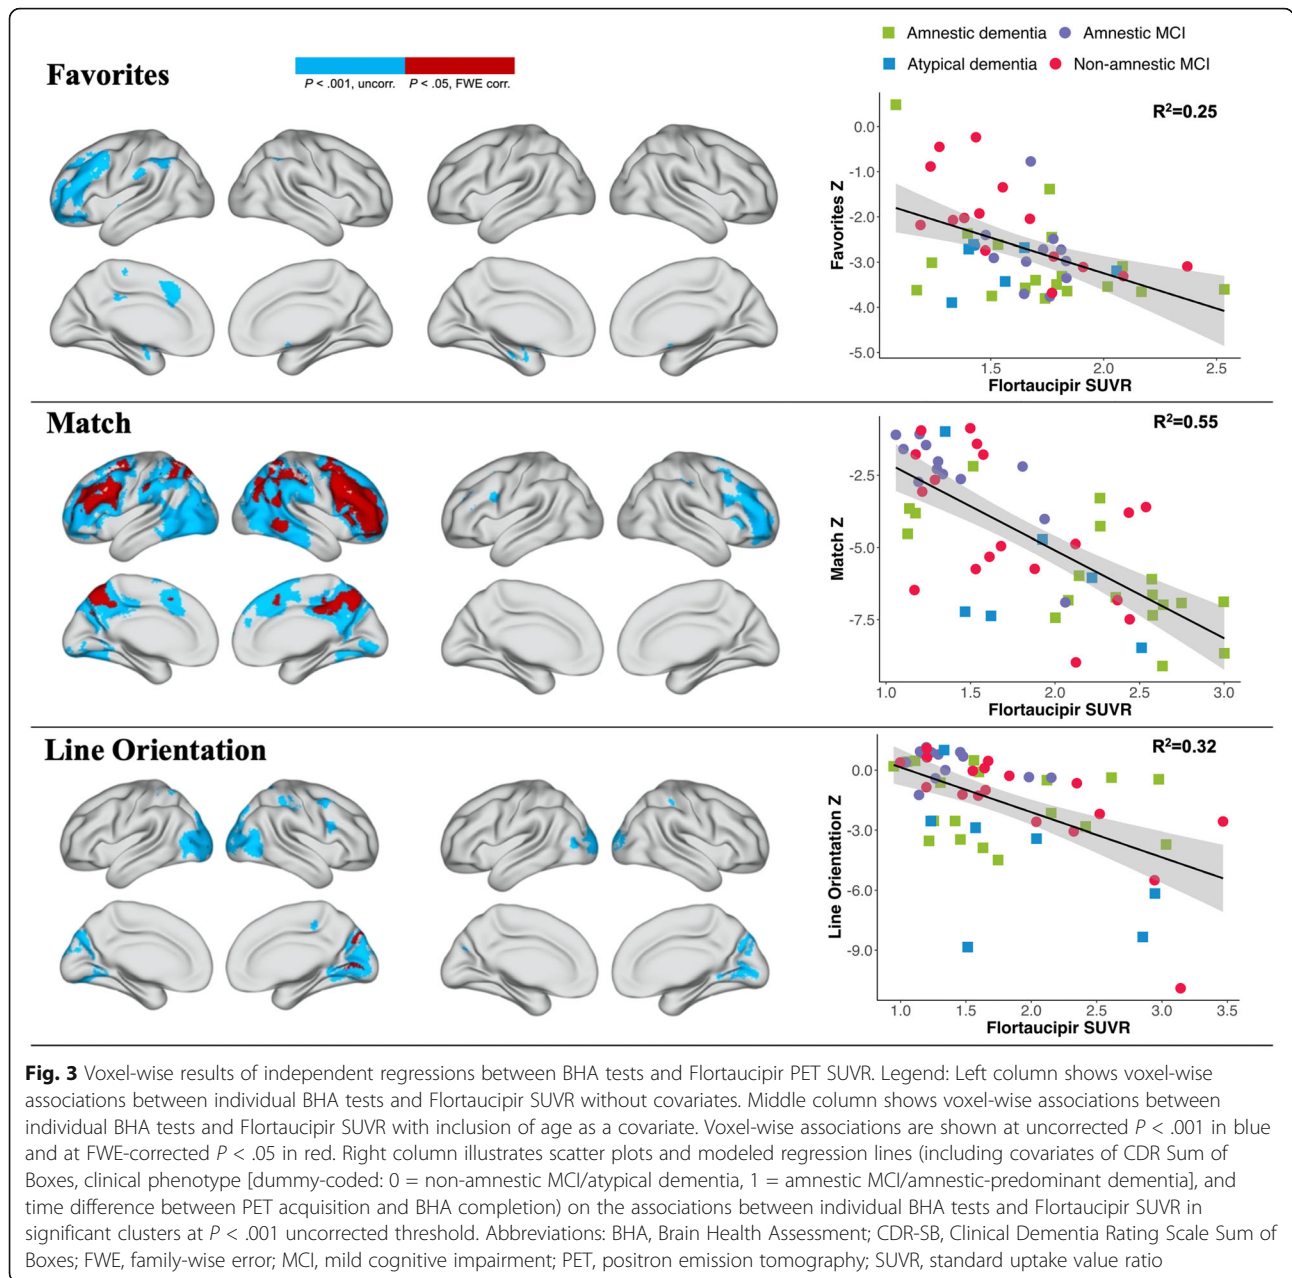 Amnestic dementia Amnestic MCI
Atypical dementia Non-amnestic MCI
Favorites
P < .001, uncorr. P < .05, FWE corr.
R²=0.25
0.0
-1.0
-2.0
-3.0
-4.0
-5.0
Favorites Z
1.5 2.0 2.5
Flortaucipir SUVR
Match
R²=0.55
-2.5
-5.0
-7.5
Match Z
1.0 1.5 2.0 2.5 3.0
Flortaucipir SUVR
Line Orientation
R²=0.32
0.0
-3.0
-6.0
-9.0
Line Orientation Z
1.0 1.5 2.0 2.5 3.0 3.5
Flortaucipir SUVR
Fig. 3 Voxel-wise results of independent regressions between BHA tests and Flortaucipir PET SUVR. Legend: Left column shows voxel-wise
associations between individual BHA tests and Flortaucipir SUVR without covariates. Middle column shows voxel-wise associations between
individual BHA tests and Flortaucipir SUVR with inclusion of age as a covariate. Voxel-wise associations are shown at uncorrected P < .001 in blue
and at FWE-corrected P < .05 in red. Right column illustrates scatter plots and modeled regression lines (including covariates of CDR Sum of
Boxes, clinical phenotype [dummy-coded: 0 = non-amnestic MCI/atypical dementia, 1 = amnestic MCI/amnestic-predominant dementia], and
time difference between PET acquisition and BHA completion) on the associations between individual BHA tests and Flortaucipir SUVR in
significant clusters at P < .001 uncorrected threshold. Abbreviations: BHA, Brain Health Assessment; CDR-SB, Clinical Dementia Rating Scale Sum of
Boxes; FWE, family-wise error; MCI, mild cognitive impairment; PET, positron emission tomography; SUVR, standard uptake value ratio